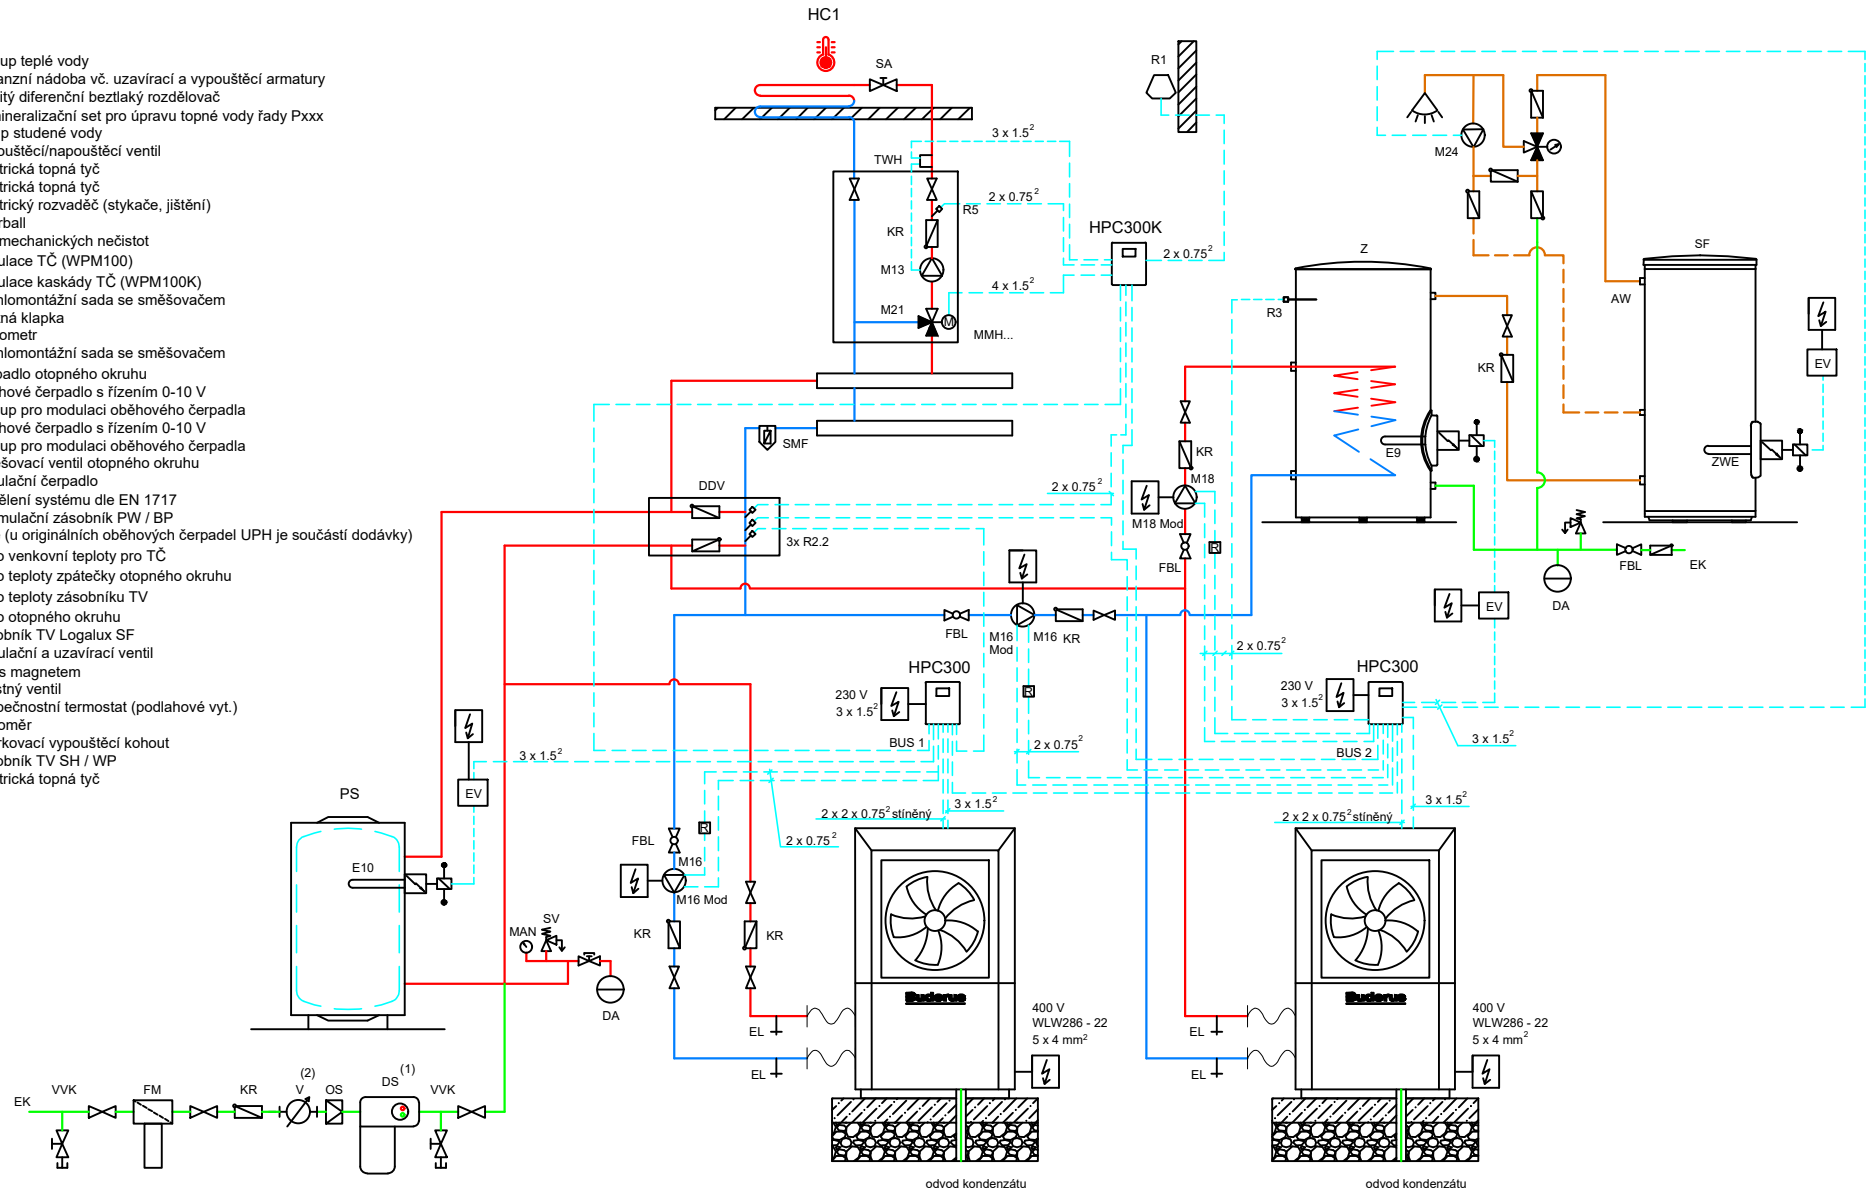 HC1
up teplé vody
anzní nádoba vč. uzavírací a vypouštěcí armatury
itý diferenční beztlaký rozdělovač
ineralizační set pro úpravu topné vody řady Pxxx
p studené vody
ouštěcí/napouštěcí ventil
trická topná tyč
trická topná tyč
trický rozvaděč (stykače, jištění)
rball
mechanických nečistot
ulace TČ (WPM100)
ulace kaskády TČ (WPM100K)
hlomontážní sada se směšovačem
tná klapka
ometr
hlomontážní sada se směšovačem
padlo otopného okruhu
hové čerpadlo s řízením 0-10 V
up pro modulaci oběhového čerpadla
hové čerpadlo s řízením 0-10 V
up pro modulaci oběhového čerpadla
ěšovací ventil otopného okruhu
ulační čerpadlo
ělení systému dle EN 1717
mulační zásobník PW / BP
(u originálních oběhových čerpadel UPH je součástí dodávky)
o venkovní teploty pro TČ
o teploty zpátečky otopného okruhu
o teploty zásobníku TV
o otopného okruhu
obník TV Logalux SF
ulační a uzavírací ventil
s magnetem
stný ventil
pečnostní termostat (podlahové vyt.)
oměr
rkovací vypouštěcí kohout
obník TV SH / WP
trická topná tyč
SA
R1
3 x 1.5²
TWH
2 x 0.75²
R5
KR
M13
4 x 1.5²
M21
M
MMH...
HPC300K
2 x 0.75²
M24
Z
SF
R3
AW
KR
EV
E9
ZWE
SMF
DDV
3x R2.2
2 x 0.75²
KR
M18
M18 Mod
R
FBL
FBL
EK
DA
EV
FBL
M16
Mod
M16
KR
2 x 0.75²
HPC300
230 V
3 x 1.5²
BUS 1
R
2 x 0.75²
HPC300
230 V
3 x 1.5²
BUS 2
3 x 1.5²
3 x 1.5²
EV
PS
E10
MAN
SV
DA
FBL
M16
M16 Mod
R
KR
KR
2 x 0.75²
2 x 2 x 0.75² stíněný
3 x 1.5²
2 x 2 x 0.75² stíněný
3 x 1.5²
Buderus
Buderus
EL
EL
EL
EL
400 V
WLW286 - 22
5 x 4 mm²
400 V
WLW286 - 22
5 x 4 mm²
EK
VVK
FM
KR
(2)
V
OS
DS
(1)
VVK
odvod kondenzátu
odvod kondenzátu